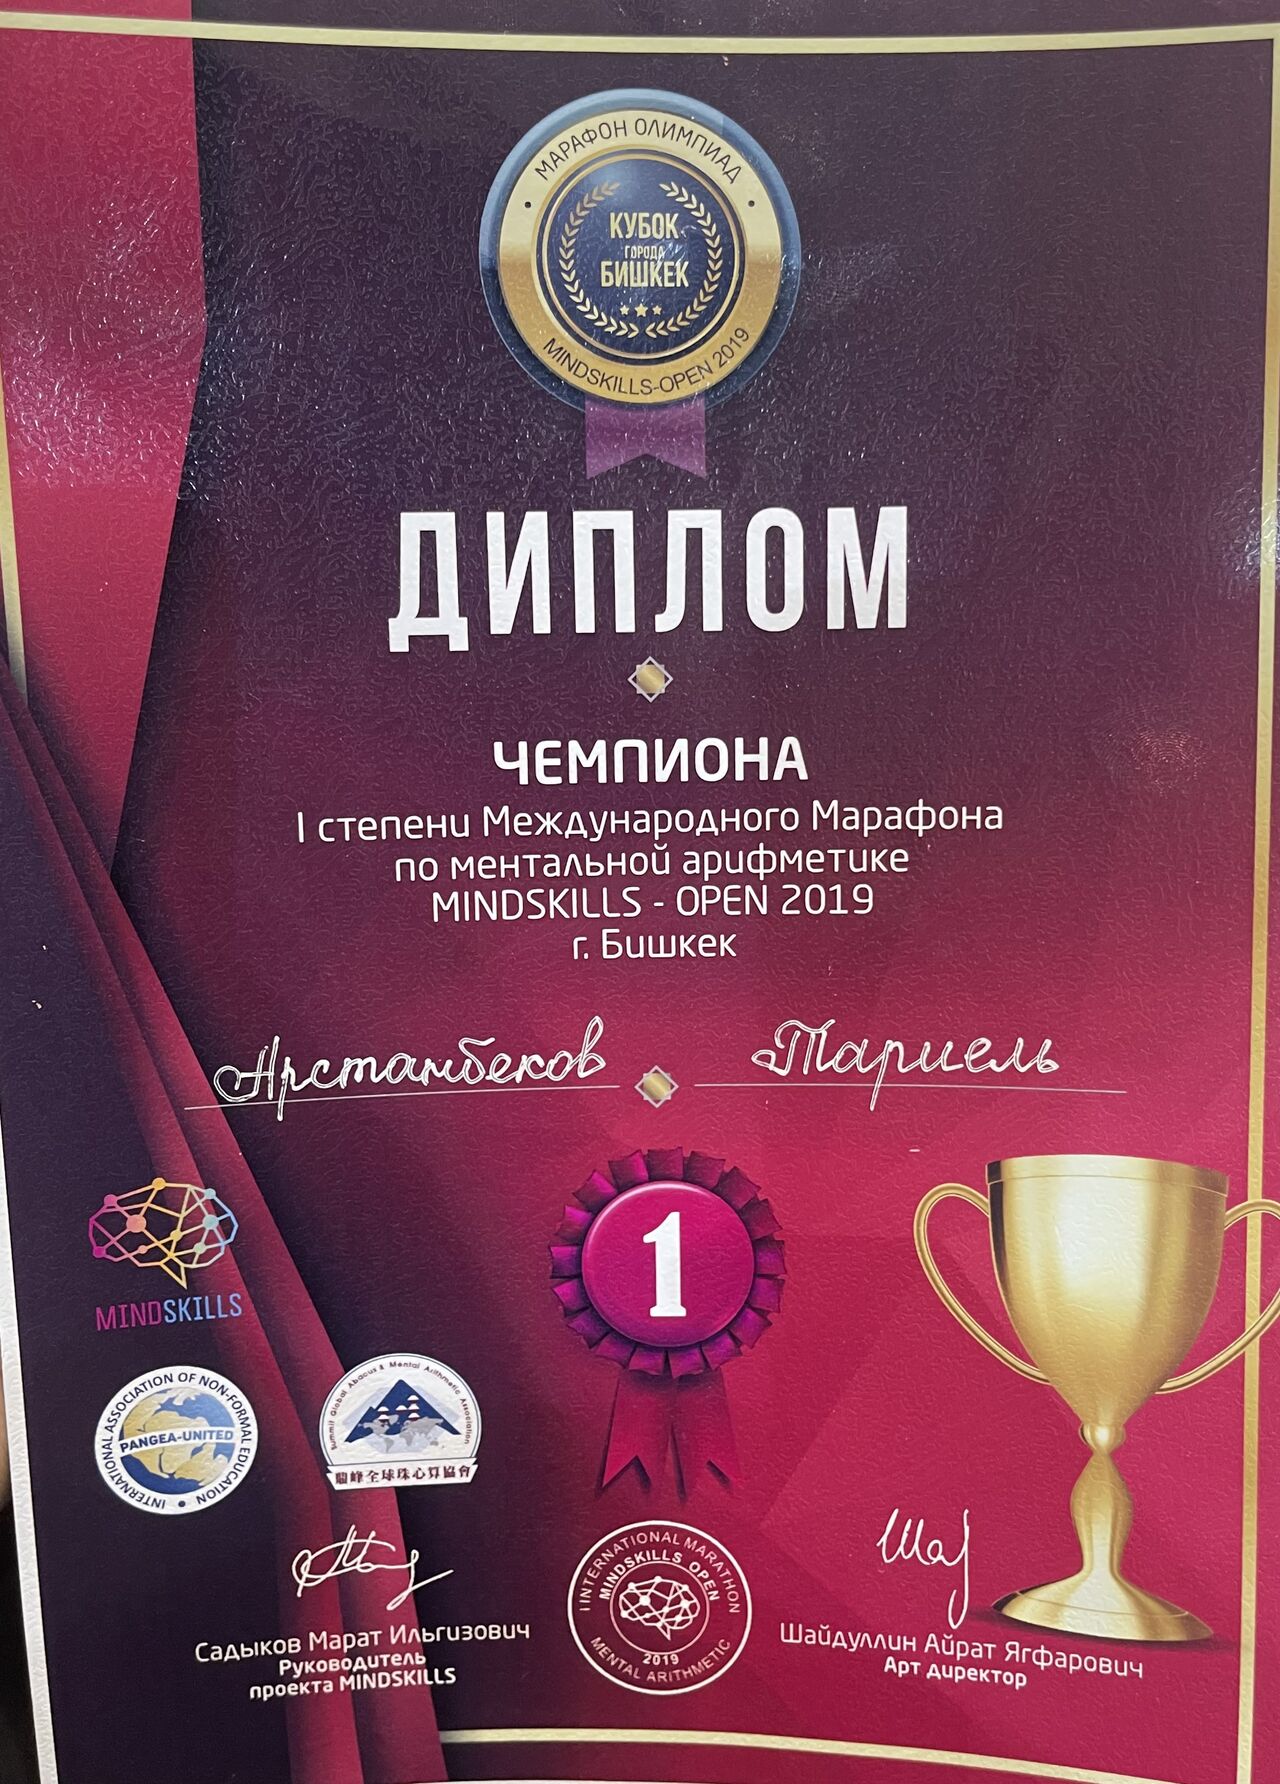 МАРАФОН ОЛИМПИАД
КУБОК
ГОРОДА
БИШКЕК
MINDSKILLS-OPEN 2019
ДИПЛОМ
ЧЕМПИОНА
I степени Международного Марафона
по ментальной арифметике
MINDSKILLS - OPEN 2019
г. Бишкек
Арстамбеков Тариель
1
MINDSKILLS
INTERNATIONAL ASSOCIATION OF NON-FORMAL EDUCATION
PANGEA-UNITED
Summit Global Abacus & Mental Arithmetic Association
峰全球珠心算協會
I INTERNATIONAL MARATHON
MINDSKILLS OPEN
2019
MENTAL ARITHMETIC
Садыков Марат Ильгизович
Руководитель
проекта MINDSKILLS
Шайдуллин Айрат Ягфарович
Арт директор